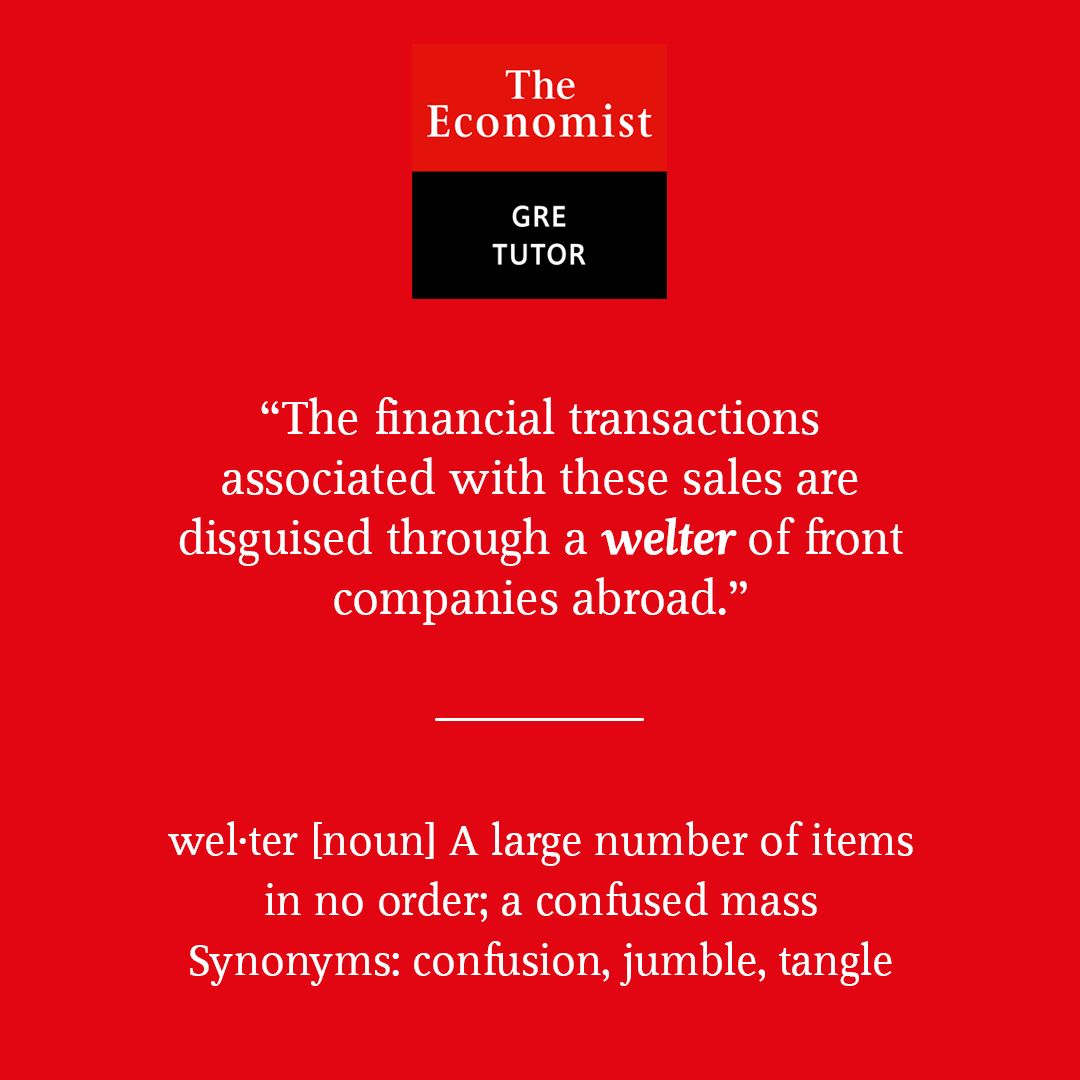 The
Economist
GRE
TUTOR
“The financial transactions
associated with these sales are
disguised through a welter of front
companies abroad.”
wel·ter [noun] A large number of items
in no order; a confused mass
Synonyms: confusion, jumble, tangle